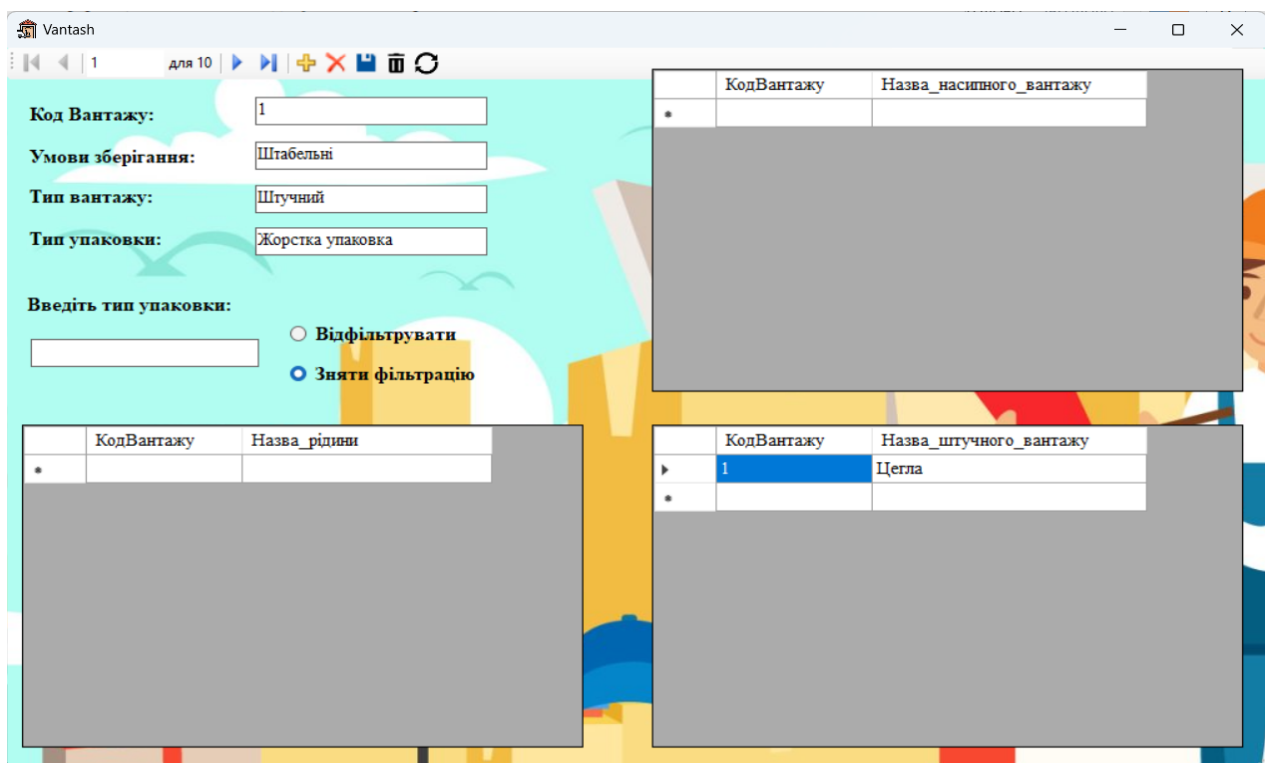 Vantash
1 для 10
Код Вантажу: 1
Умови зберігання: Штабельні
Тип вантажу: Штучний
Тип упаковки: Жорстка упаковка
Введіть тип упаковки:
Відфільтрувати
Зняти фільтрацію
КодВантажу Назва_насипного_вантажу
КодВантажу Назва_рідини
КодВантажу Назва_штучного_вантажу
1 Цегла